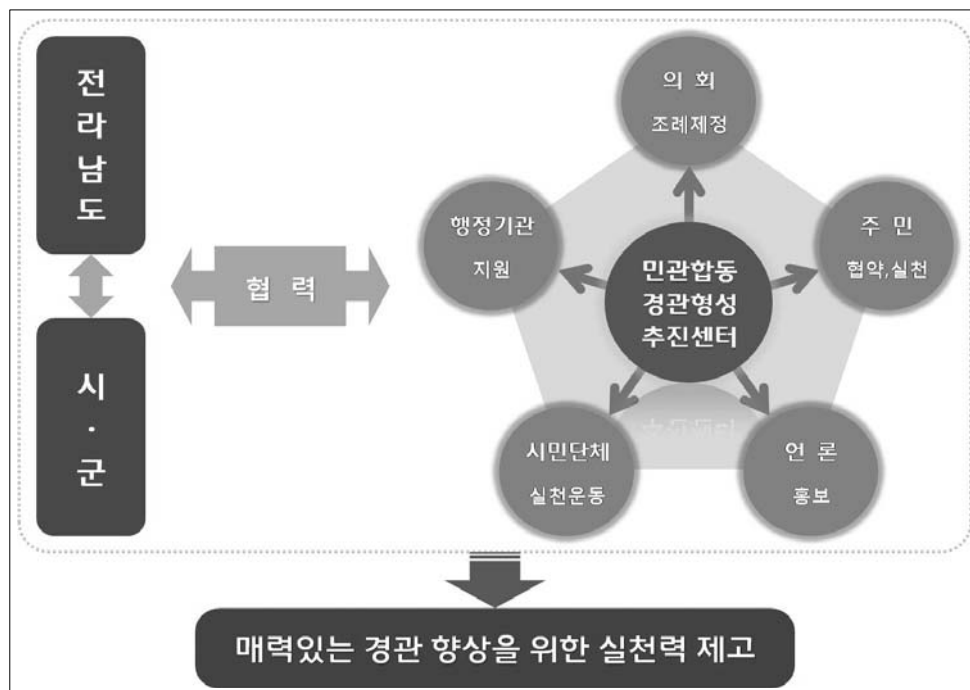 전라남도
시·군
협 력
의 회
조례제정
행정기관
지원
주 민
협약,실천
민관합동
경관형성
추진센터
시민단체
실천운동
언 론
홍보
매력있는 경관 향상을 위한 실천력 제고